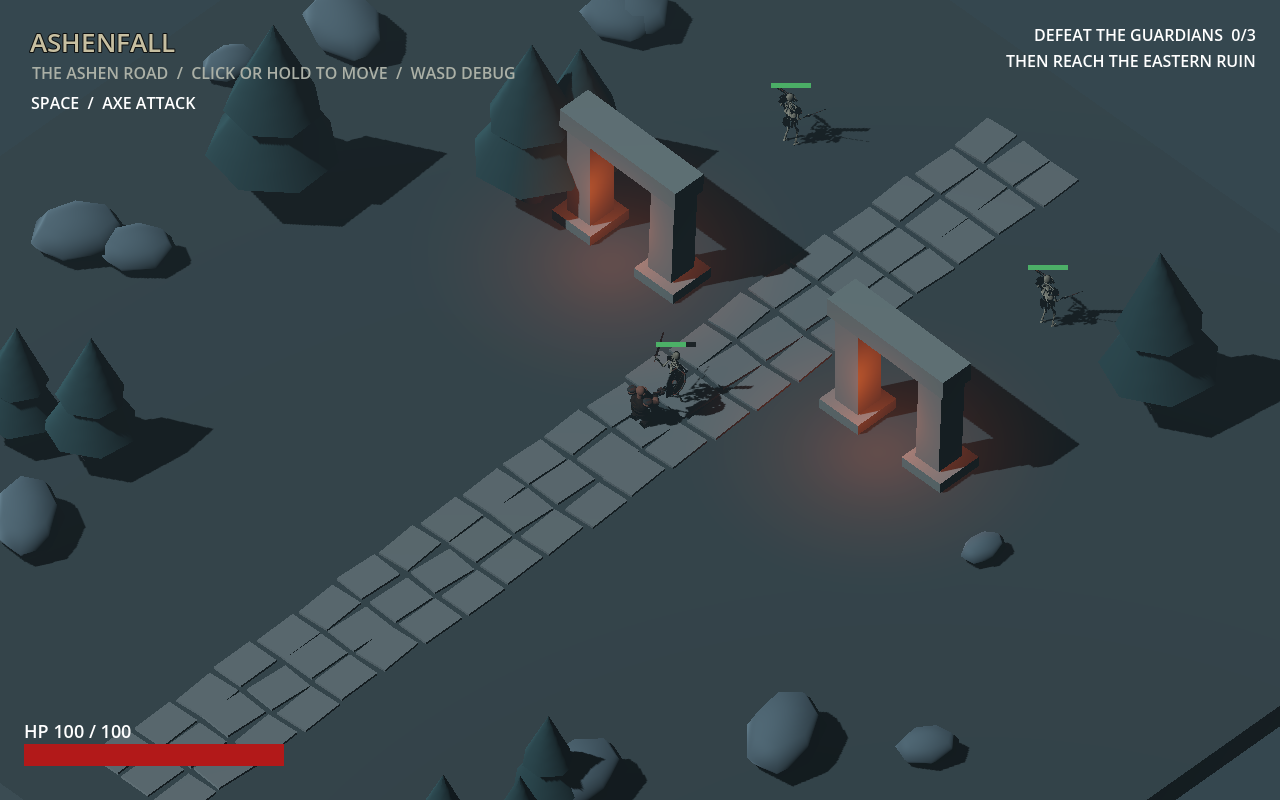 ASHENFALL
THE ASHEN ROAD / CLICK OR HOLD TO MOVE / WASD DEBUG
SPACE / AXE ATTACK
DEFEAT THE GUARDIANS 0/3
THEN REACH THE EASTERN RUIN
HP 100 / 100